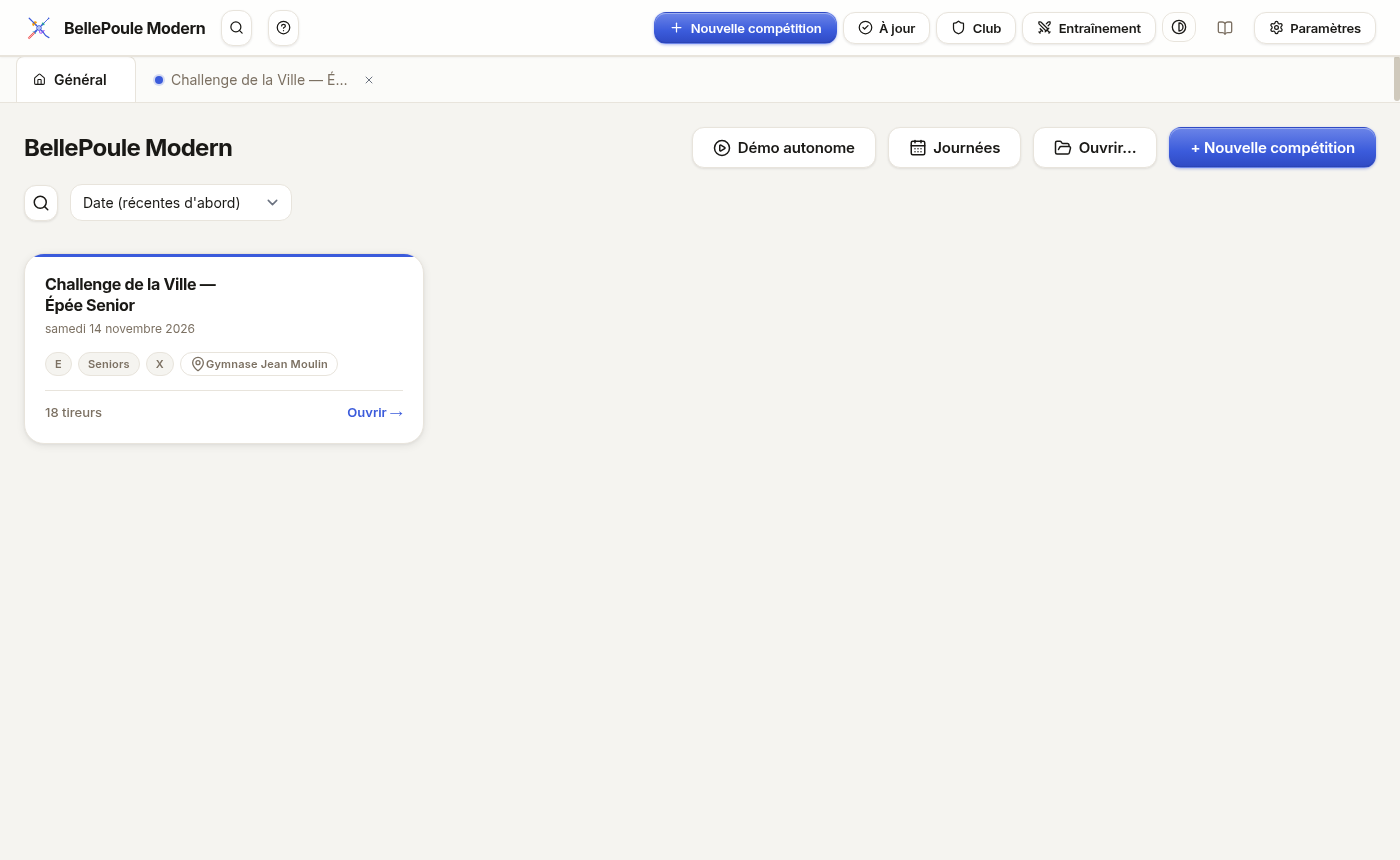 BellePoule Modern
Nouvelle compétition
À jour
Club
Entraînement
Paramètres
Général
Challenge de la Ville — É...
BellePoule Modern
Démo autonome
Journées
Ouvrir...
+ Nouvelle compétition
Date (récentes d'abord)
Challenge de la Ville —
Épée Senior
samedi 14 novembre 2026
E
Seniors
X
Gymnase Jean Moulin
18 tireurs
Ouvrir →